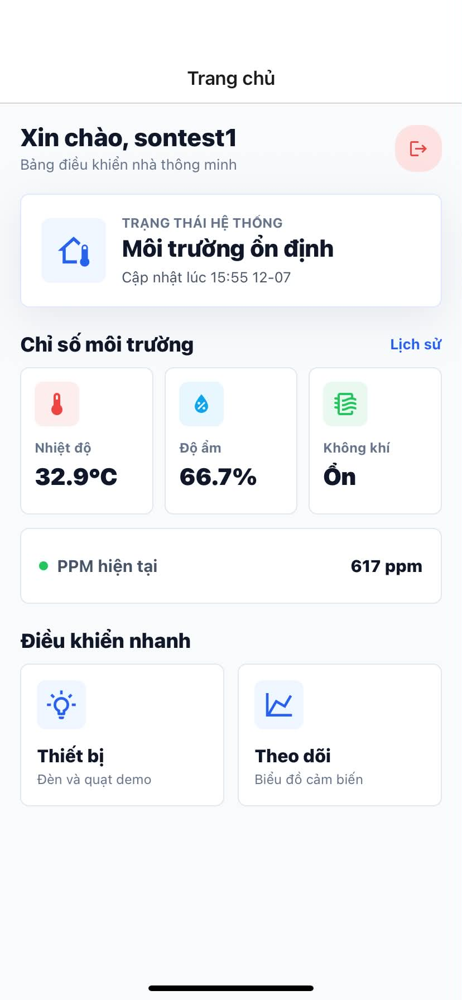 Trang chủ
Xin chào, sontest1
Bảng điều khiển nhà thông minh
TRẠNG THÁI HỆ THỐNG
Môi trường ổn định
Cập nhật lúc 15:55 12-07
Chỉ số môi trường
Lịch sử
Nhiệt độ
32.9°C
Độ ẩm
66.7%
Không khí
Ổn
PPM hiện tại
617 ppm
Điều khiển nhanh
Thiết bị
Đèn và quạt demo
Theo dõi
Biểu đồ cảm biến